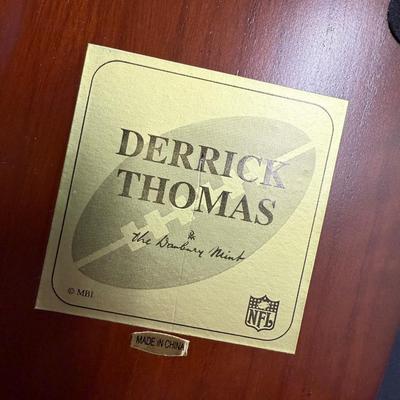 DERRICK
THOMAS
The Danbury Mint
© MBI
NFL
MADE IN CHINA